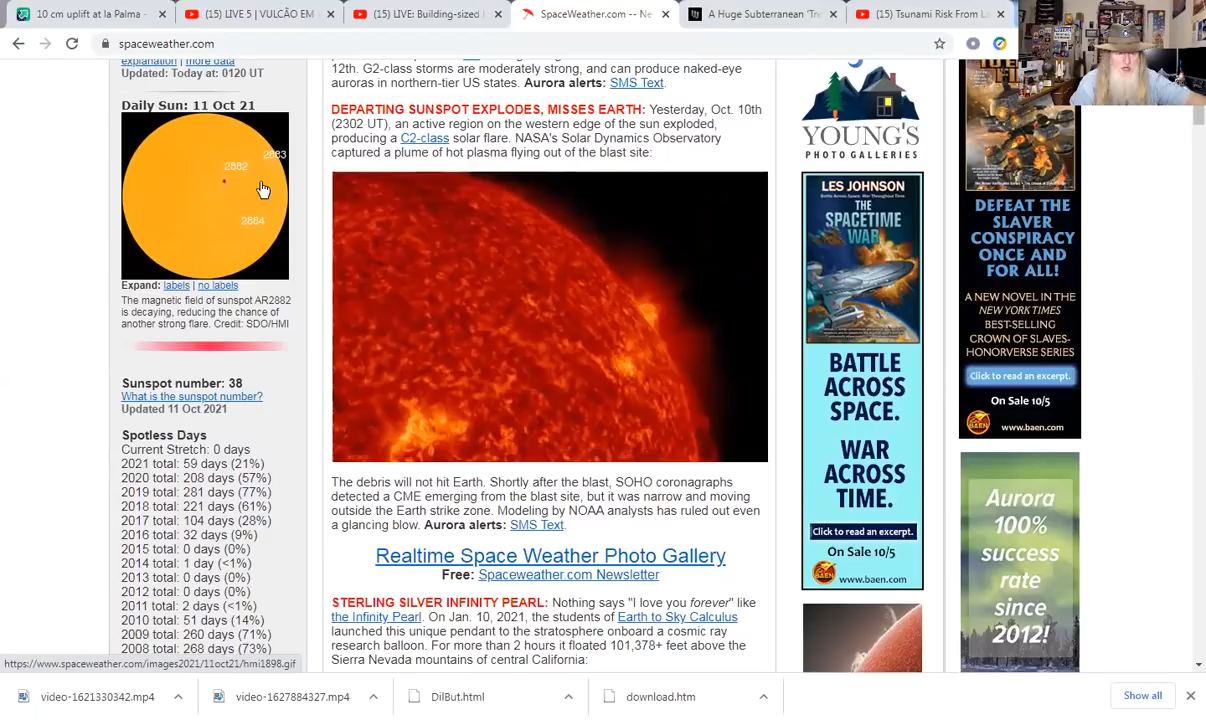 10 cm uplift at la Palma -
(15) LIVE 5 | VULCÃO EM
(15) LIVE: Building-sized
SpaceWeather.com -- Ne
A Huge Subterranean 'Tre
(15) Tsunami Risk From L
spaceweather.com
explanation | more data
Updated: Today at: 0120 UT
Daily Sun: 11 Oct 21
2883
2882
2884
Expand: labels | no labels
The magnetic field of sunspot AR2882
is decaying, reducing the chance of
another strong flare. Credit: SDO/HMI
Sunspot number: 38
What is the sunspot number?
Updated 11 Oct 2021
Spotless Days
Current Stretch: 0 days
2021 total: 59 days (21%)
2020 total: 208 days (57%)
2019 total: 281 days (77%)
2018 total: 221 days (61%)
2017 total: 104 days (28%)
2016 total: 32 days (9%)
2015 total: 0 days (0%)
2014 total: 1 day (<1%)
2013 total: 0 days (0%)
2012 total: 0 days (0%)
2011 total: 2 days (<1%)
2010 total: 51 days (14%)
2009 total: 260 days (71%)
2008 total: 268 days (73%)
12th. G2-class storms are moderately strong, and can produce naked-eye
auroras in northern-tier US states. Aurora alerts: SMS Text.
DEPARTING SUNSPOT EXPLODES, MISSES EARTH: Yesterday, Oct. 10th
(2302 UT), an active region on the western edge of the sun exploded,
producing a C2-class solar flare. NASA's Solar Dynamics Observatory
captured a plume of hot plasma flying out of the blast site:
The debris will not hit Earth. Shortly after the blast, SOHO coronagraphs
detected a CME emerging from the blast site, but it was narrow and moving
outside the Earth strike zone. Modeling by NOAA analysts has ruled out even
a glancing blow. Aurora alerts: SMS Text.
Realtime Space Weather Photo Gallery
Free: Spaceweather.com Newsletter
STERLING SILVER INFINITY PEARL: Nothing says "I love you forever" like
the Infinity Pearl. On Jan. 10, 2021, the students of Earth to Sky Calculus
launched this unique pendant to the stratosphere onboard a cosmic ray
research balloon. For more than 2 hours it floated 101,378+ feet above the
Sierra Nevada mountains of central California:
YOUNG'S
PHOTO GALLERIES
LES JOHNSON
THE
SPACETIME
WAR
BATTLE
ACROSS
SPACE.
WAR
ACROSS
TIME.
Click to read an excerpt.
On Sale 10/5
BAEN
www.baen.com
DEFEAT THE
SLAVER
CONSPIRACY
ONCE AND
FOR ALL!
A NEW NOVEL IN THE
NEW YORK TIMES
BEST-SELLING
CROWN OF SLAVES-
HONORVERSE SERIES
Click to read an excerpt.
On Sale 10/5
BAEN
www.baen.com
Aurora
100%
success
rate
since
2012!
https://www.spaceweather.com/images2021/11oct21/hmi1898.gif
video-1621330342.mp4
video-1627884327.mp4
DilBut.html
download.htm
Show all